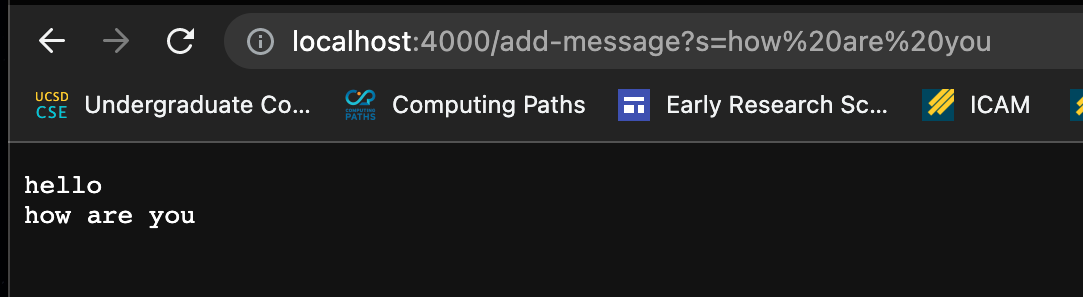 localhost:4000/add-message?s=how%20are%20you
UCSD CSE Undergraduate Co... COMPUTING PATHS Computing Paths Early Research Sc... ICAM
hello
how are you